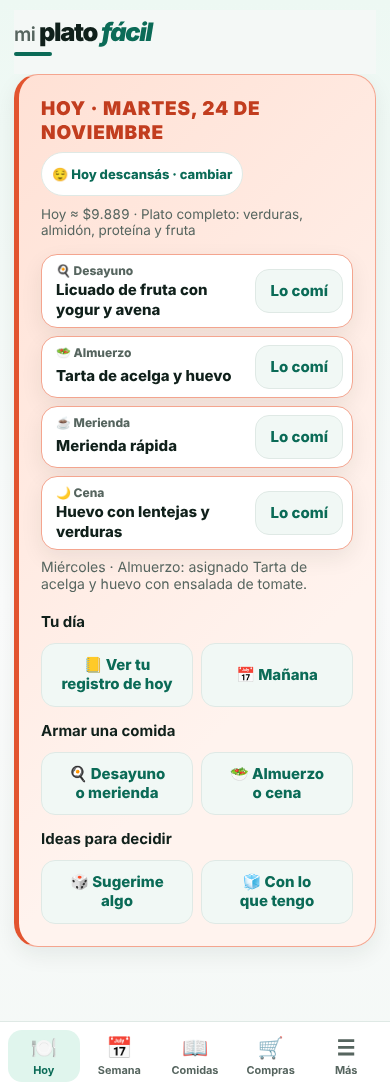 mi plato fácil
HOY · MARTES, 24 DE
NOVIEMBRE
😌 Hoy descansás · cambiar
Hoy ≈ $9.889 · Plato completo: verduras,
almidón, proteína y fruta
🍳 Desayuno
Licuado de fruta con
yogur y avena
Lo comí
🥗 Almuerzo
Tarta de acelga y huevo
Lo comí
☕ Merienda
Merienda rápida
Lo comí
🌙 Cena
Huevo con lentejas y
verduras
Lo comí
Miércoles · Almuerzo: asignado Tarta de
acelga y huevo con ensalada de tomate.
Tu día
📒 Ver tu
registro de hoy
📅 Mañana
Armar una comida
🍳 Desayuno
o merienda
🥗 Almuerzo
o cena
Ideas para decidir
🎲 Sugerime
algo
🧊 Con lo
que tengo
Hoy
Semana
Comidas
Compras
Más